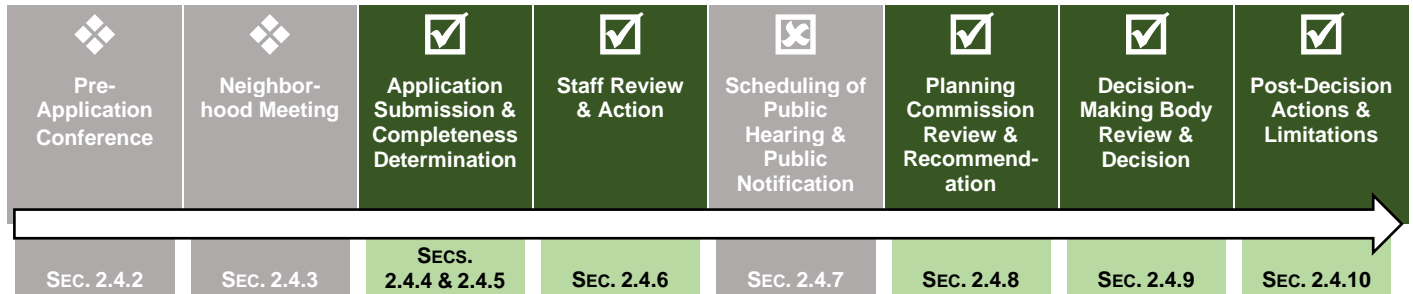 Pre-
Application
Conference
Neighbor-
hood Meeting
Application
Submission &
Completeness
Determination
Staff Review
& Action
Scheduling of
Public
Hearing &
Public
Notification
Planning
Commission
Review &
Recommend-
ation
Decision-
Making Body
Review &
Decision
Post-Decision
Actions &
Limitations
SEC. 2.4.2
SEC. 2.4.3
SECS.
2.4.4 & 2.4.5
SEC. 2.4.6
SEC. 2.4.7
SEC. 2.4.8
SEC. 2.4.9
SEC. 2.4.10